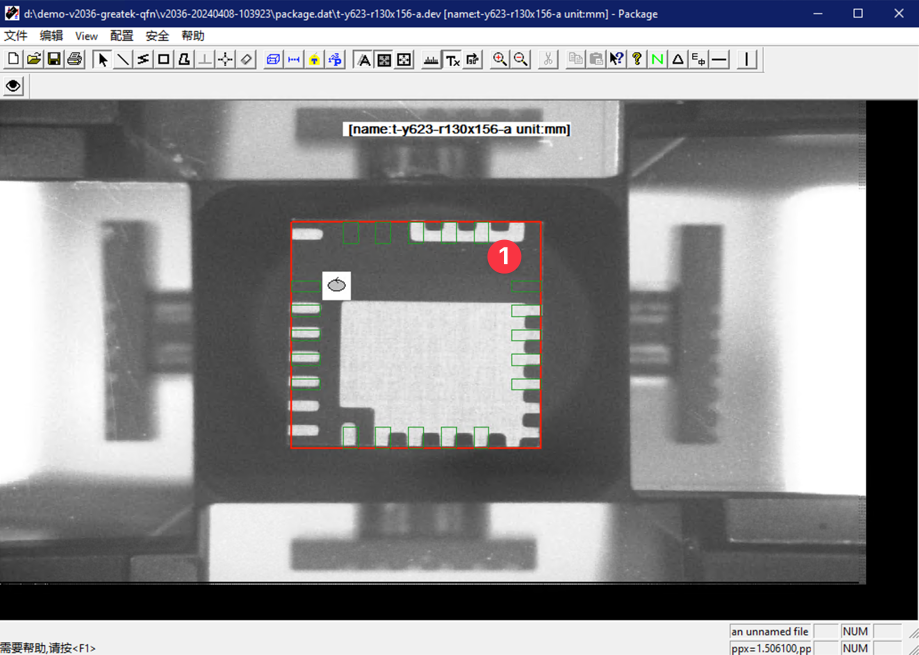 d:\demo-v2036-greatek-qfn\v2036-20240408-103923\package.dat\t-y623-r130x156-a.dev [name:t-y623-r130x156-a unit:mm] - Package
文件 编辑 View 配置 安全 帮助
[name:t-y623-r130x156-a unit:mm]
1
an unnamed file NUM
需要帮助,请按<F1> ppx=1.506100,pp NUM